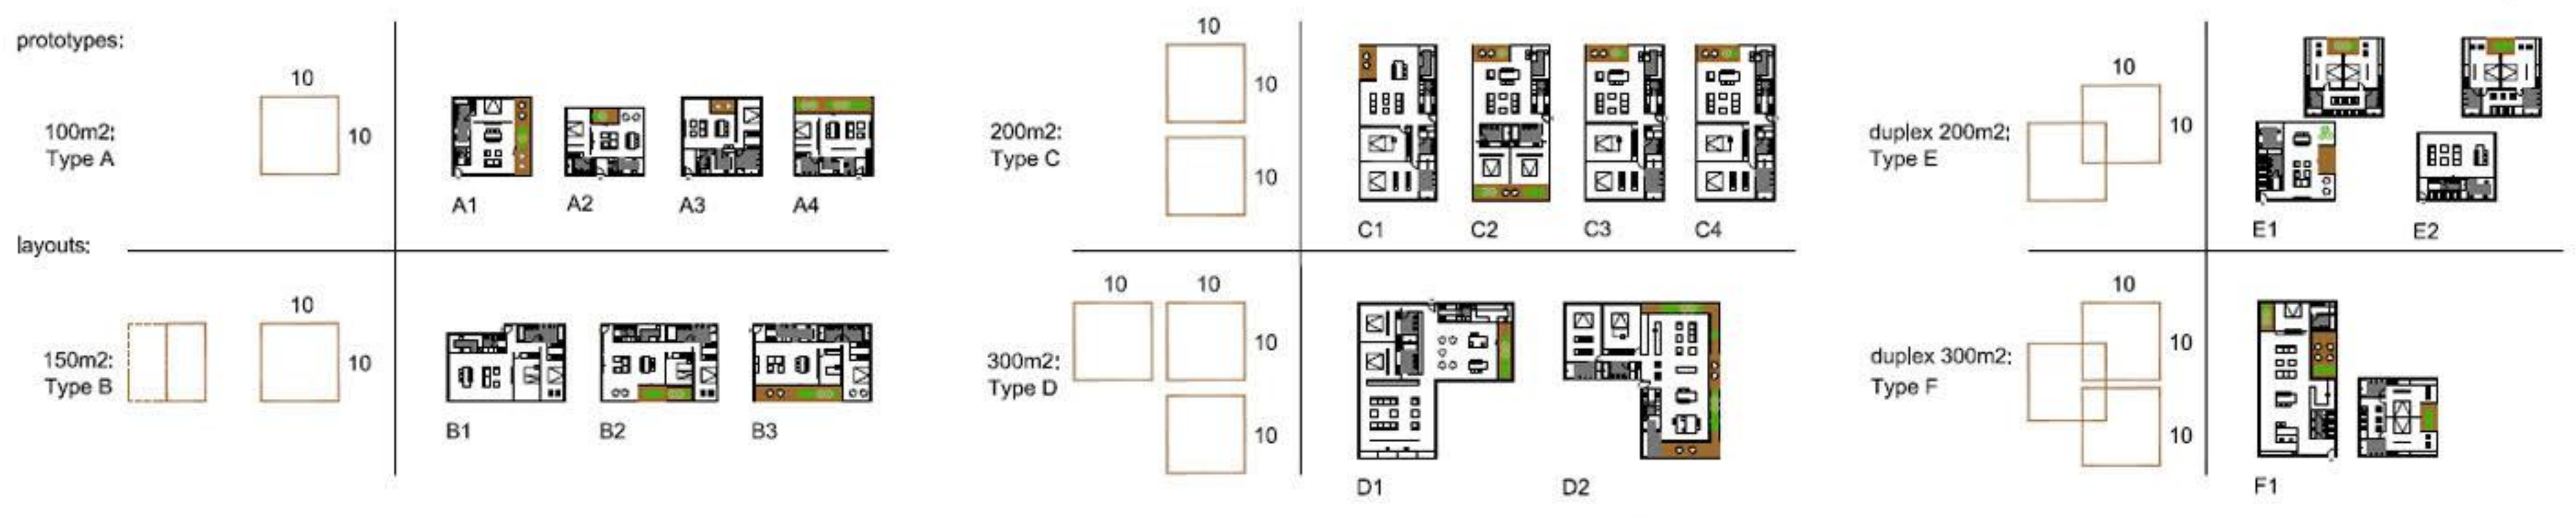 prototypes:
10
100m2:
Type A
10
A1
A2
A3
A4
layouts:
10
150m2:
Type B
10
B1
B2
B3
10
10
200m2:
Type C
10
C1
C2
C3
C4
10
10
10
300m2:
Type D
10
D1
D2
10
duplex 200m2:
Type E
10
E1
E2
10
10
duplex 300m2:
Type F
10
F1